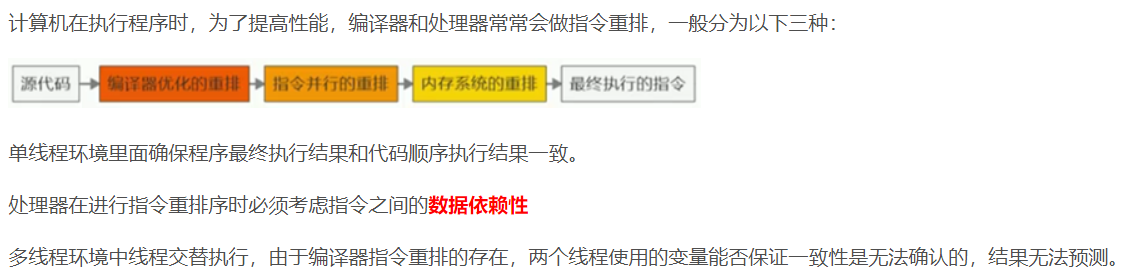 计算机在执行程序时，为了提高性能，编译器和处理器常常会做指令重排，一般分为以下三种：
源代码 编译器优化的重排 指令并行的重排 内存系统的重排 最终执行的指令
单线程环境里面确保程序最终执行结果和代码顺序执行结果一致。
处理器在进行指令重排序时必须考虑指令之间的数据依赖性
多线程环境中线程交替执行，由于编译器指令重排的存在，两个线程使用的变量能否保证一致性是无法确认的，结果无法预测。